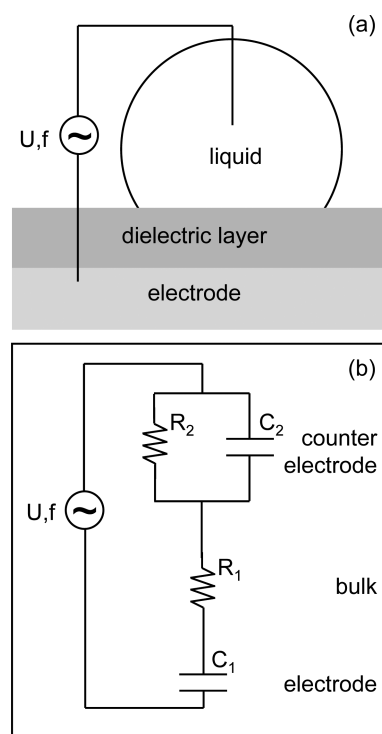 (a)
U,f
liquid
dielectric layer
electrode
(b)
R2
C2
counter
electrode
U,f
R1
bulk
C1
electrode